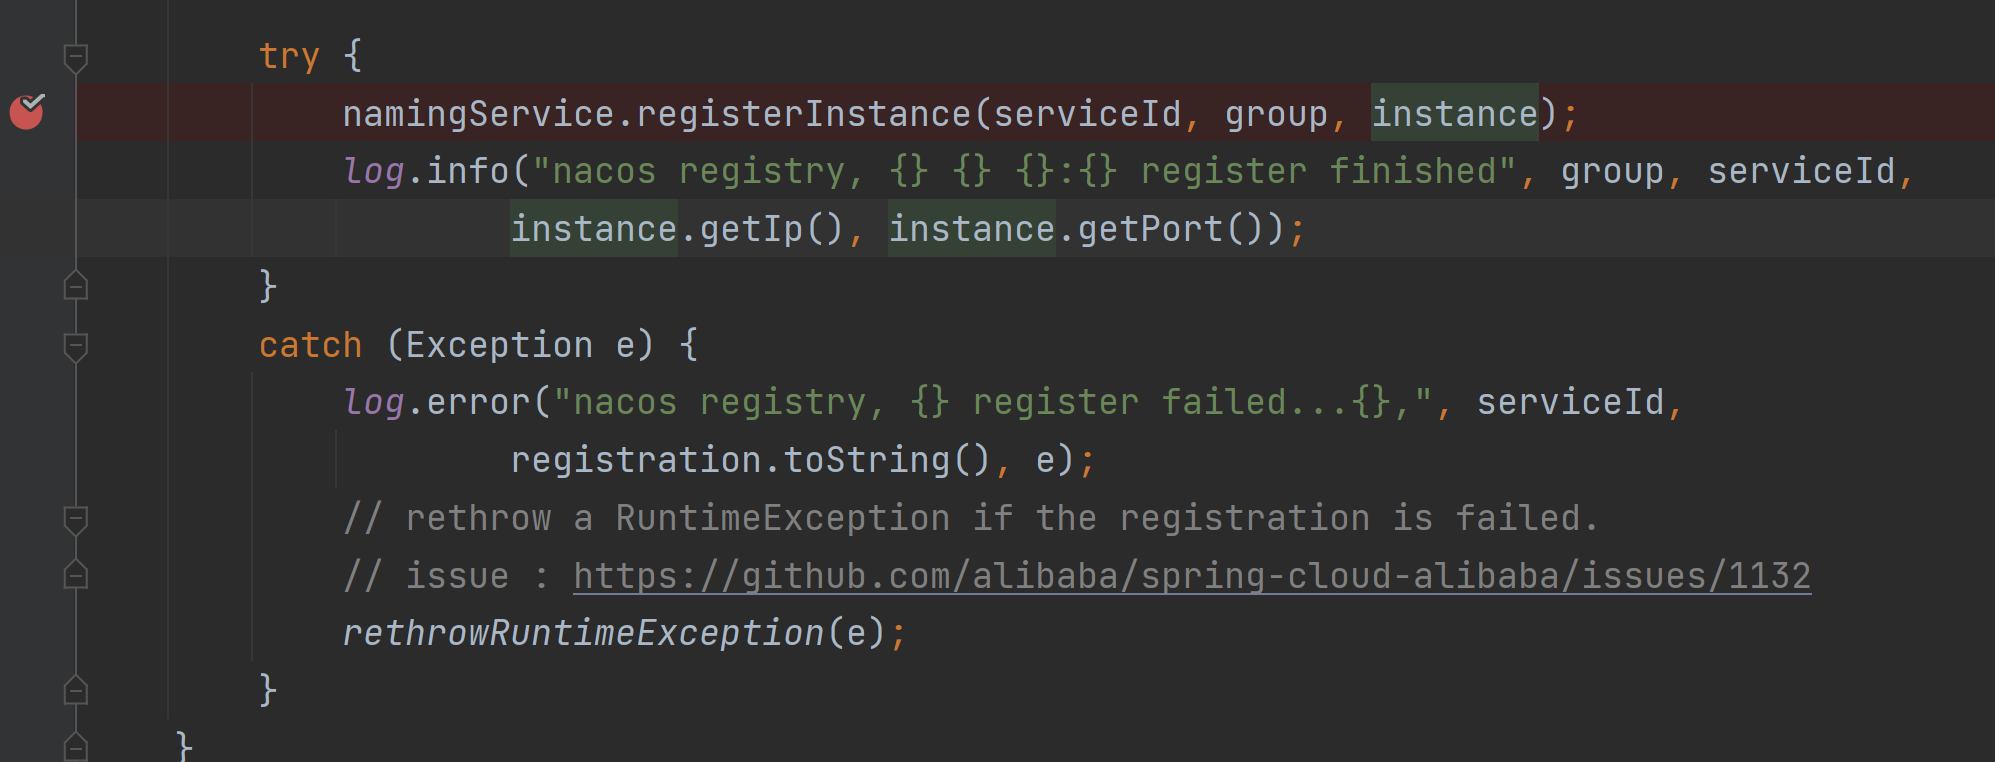 try {
namingService.registerInstance(serviceId, group, instance);
log.info("nacos registry, {} {} {}:{} register finished", group, serviceId,
instance.getIp(), instance.getPort());
}
catch (Exception e) {
log.error("nacos registry, {} register failed...{},", serviceId,
registration.toString(), e);
// rethrow a RuntimeException if the registration is failed.
// issue : https://github.com/alibaba/spring-cloud-alibaba/issues/1132
rethrowRuntimeException(e);
}
}